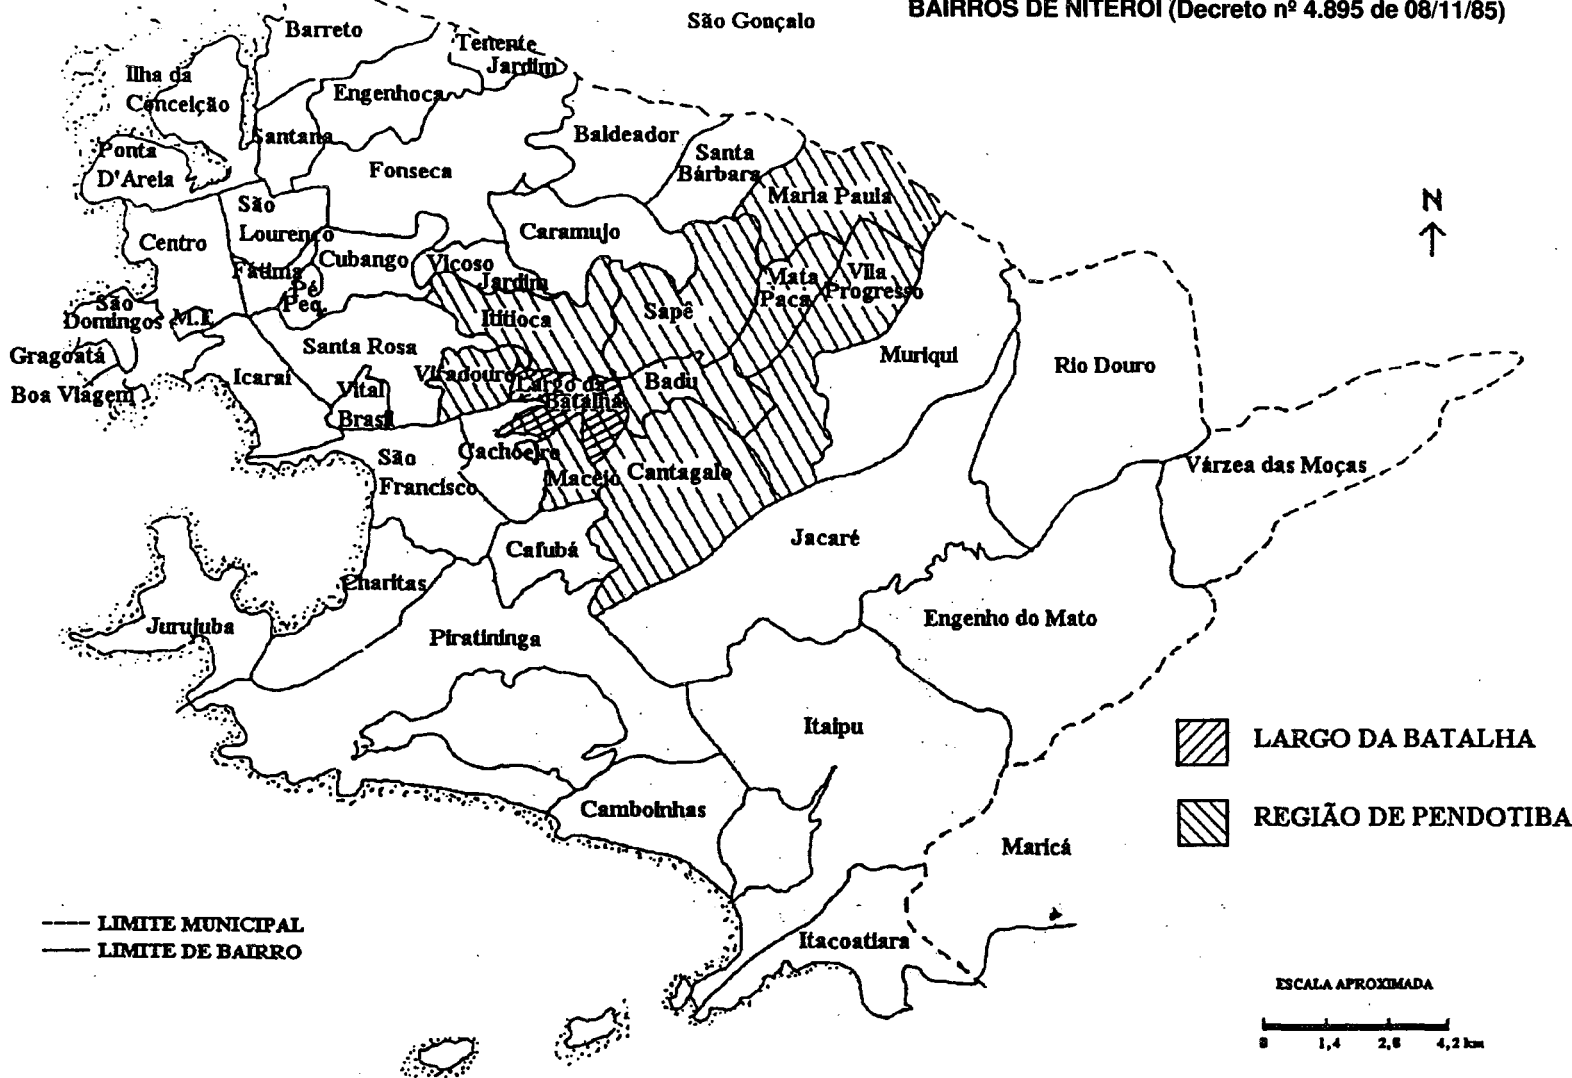 BAIRROS DE NITEROI (Decreto nº 4.895 de 08/11/85)
São Gonçalo
Barreto
Tenente
Jardim
Ilha da
Conceição
Engenhoca
Santana
Baldeador
Ponta
D'Areia
Fonseca
Santa
Bárbara
Maria Paula
N
São
Lourenço
Centro
Caramujo
Cubango
Viçoso
Jardim
Fátima
Pé
Peq.
Mata
Paca
Vila
Progresso
São
Domingos
M.T.
Ititioca
Sapê
Gragoatá
Santa Rosa
Muriqui
Rio Douro
Boa Viagem
Icaraí
Vital
Brasil
Viradouro
Largo da
Batalha
Badu
São
Francisco
Cachoeiro
Maceió
Cantagalo
Várzea das Moças
Cafubá
Jacaré
Charitas
Jurujuba
Piratininga
Engenho do Mato
Itaipu
LARGO DA BATALHA
Camboinhas
REGIÃO DE PENDOTIBA
Maricá
LIMITE MUNICIPAL
LIMITE DE BAIRRO
Itacoatiara
ESCALA APROXIMADA
0 1,4 2,8 4,2 km